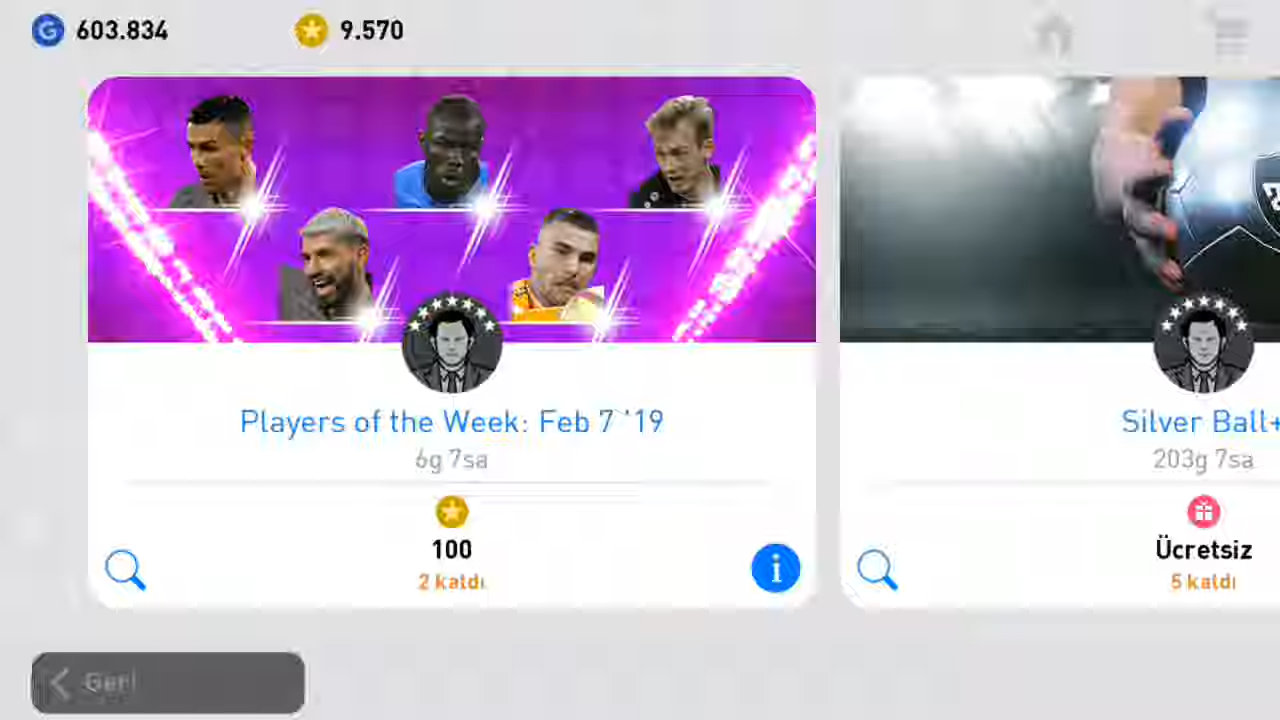 603.834
9.570
Players of the Week: Feb 7 '19
6g 7sa
100
2 kaldı
i
Silver Ball+
203g 7sa
Ücretsiz
5 kaldı
Geri